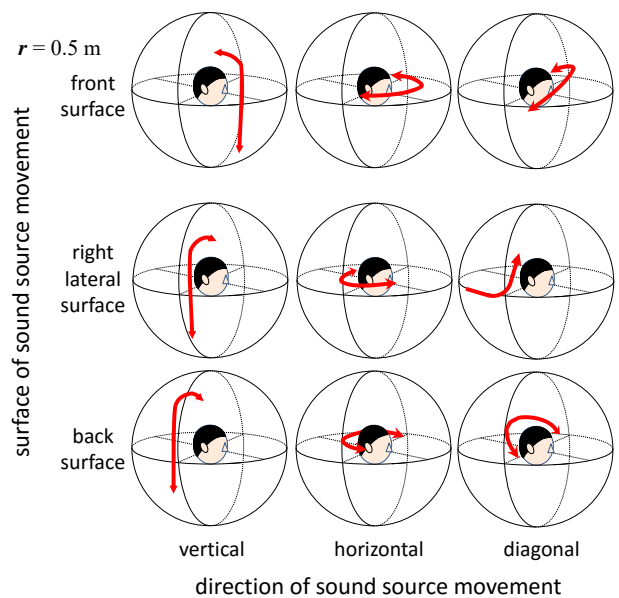 r = 0.5 m
front
surface
right
lateral
surface
back
surface
surface of sound source movement
vertical
horizontal
diagonal
direction of sound source movement